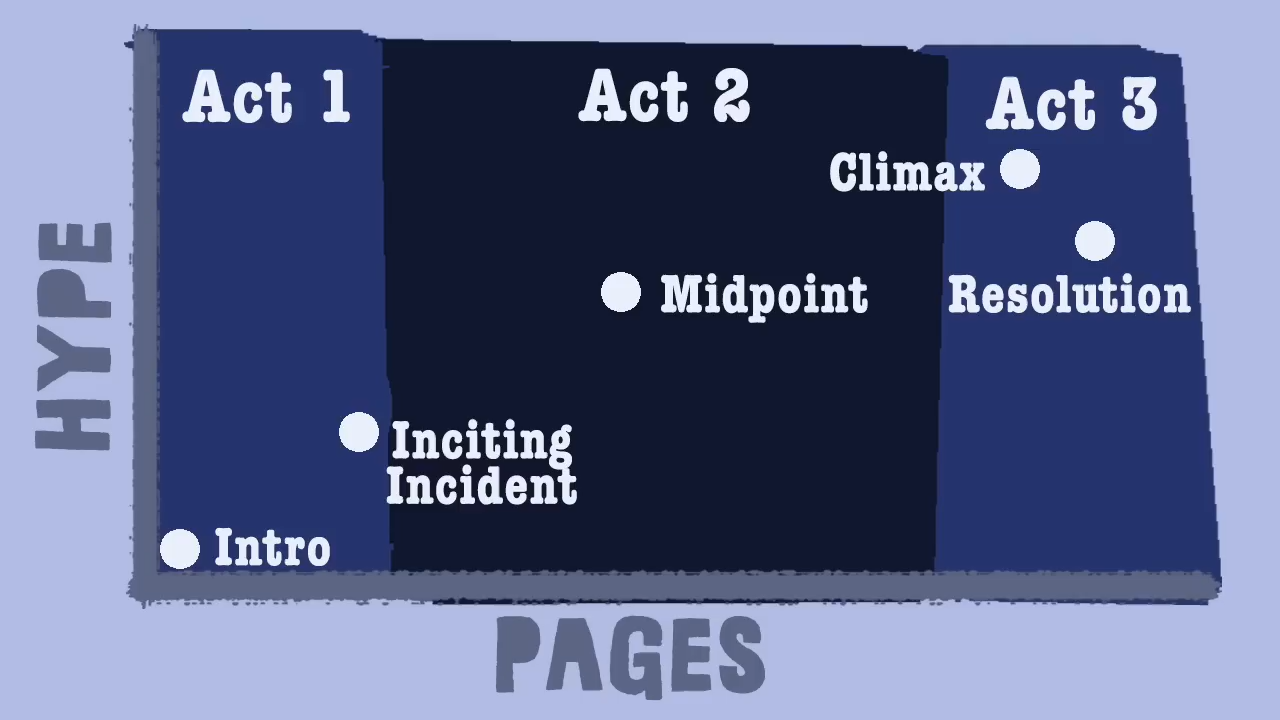 Act 1
Act 2
Act 3
Climax
Midpoint
Resolution
Inciting
Incident
Intro
HYPE
PAGES